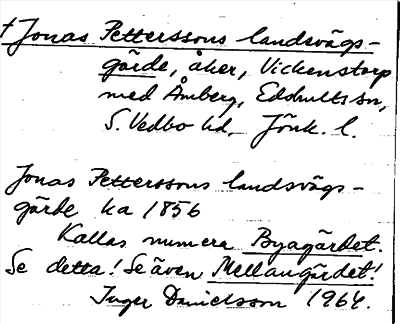 † Jonas Petterssons landsvägs-
gärde, åker, Vickenstorp
med Åmberg, Edshults sn,
S. Vedbo hd, Jönk. l.
Jonas Petterssons landsvägs-
gärde ha 1856
Kallas numera Byagärdet.
Se detta! Se även Mellangärdet!
Inger Danielsson 1964.